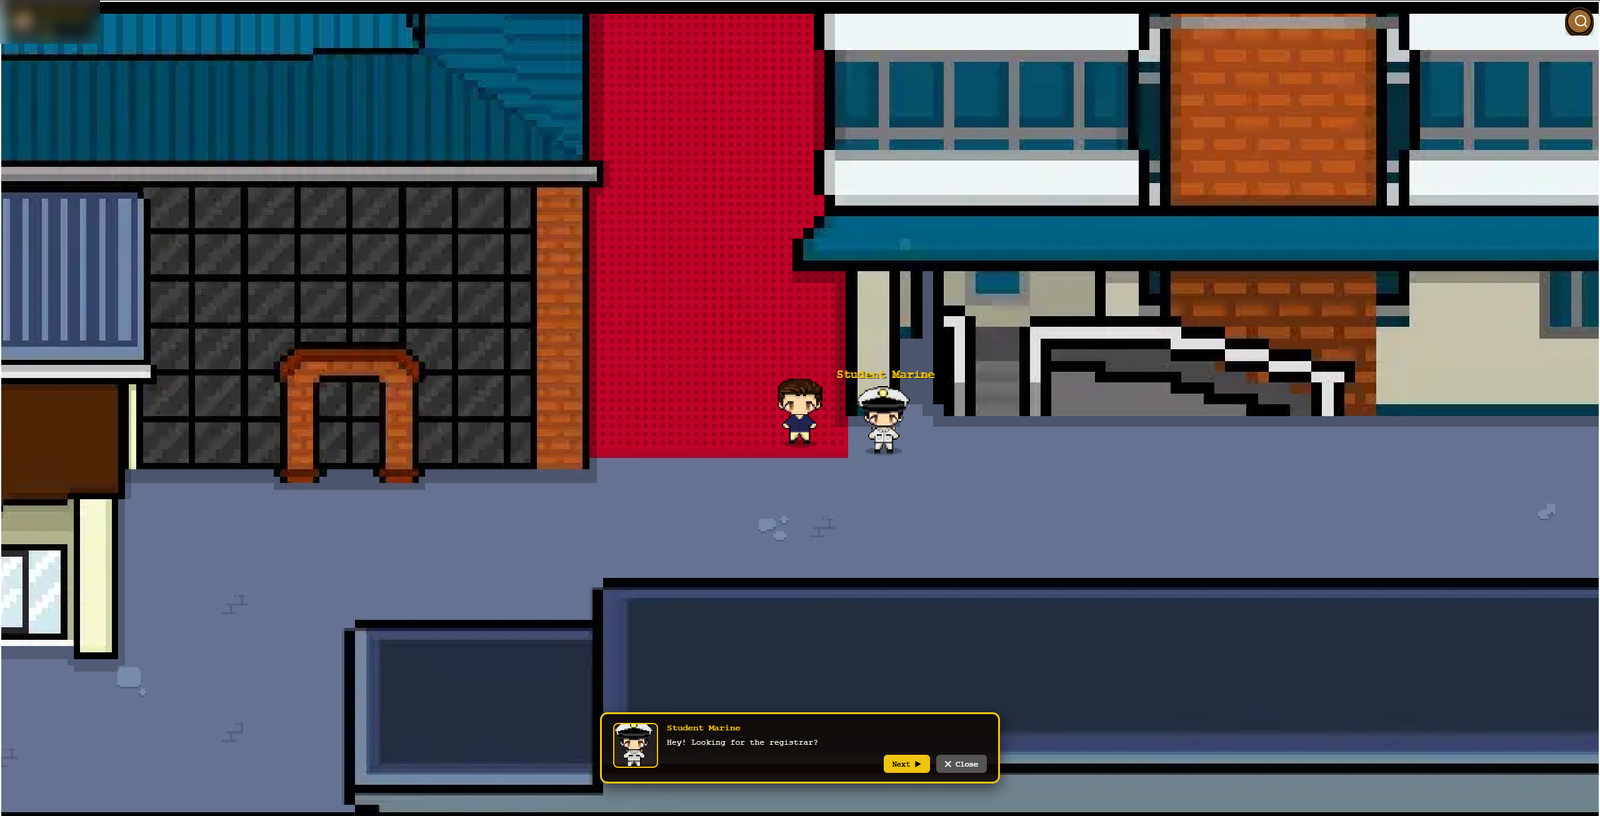 Student Marine
Student Marine
Hey! Looking for the registrar?
Next ▶
✕ Close